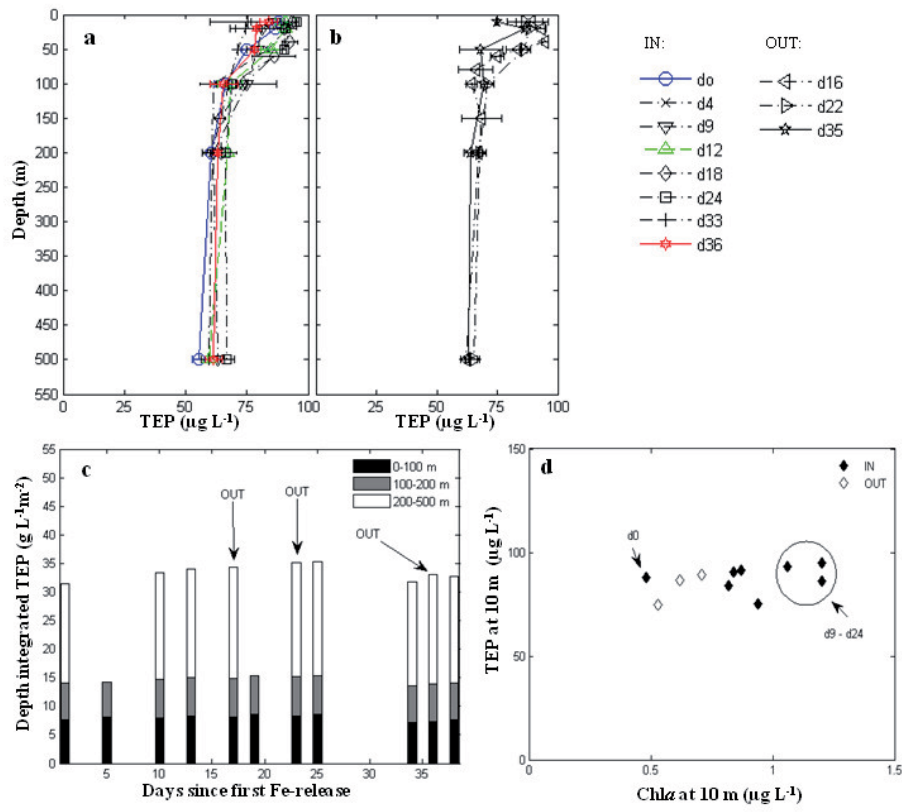 a
b
0
50
100
150
200
250
300
350
400
450
500
550
Depth (m)
0 25 50 75 100
TEP (µg L-1)
0 25 50 75 100
TEP (µg L-1)
IN:
do
d4
d9
d12
d18
d24
d33
d36
OUT:
d16
d22
d35
c
0-100 m
100-200 m
200-500 m
OUT
OUT
OUT
55
50
45
40
35
30
25
20
15
10
5
0
Depth integrated TEP (g L-1m-2)
5 10 15 20 25 30 35
Days since first Fe-release
d
IN
OUT
d0
d9 - d24
150
100
50
0
TEP at 10 m (µg L-1)
0 0.5 1 1.5
Chla at 10 m (µg L-1)